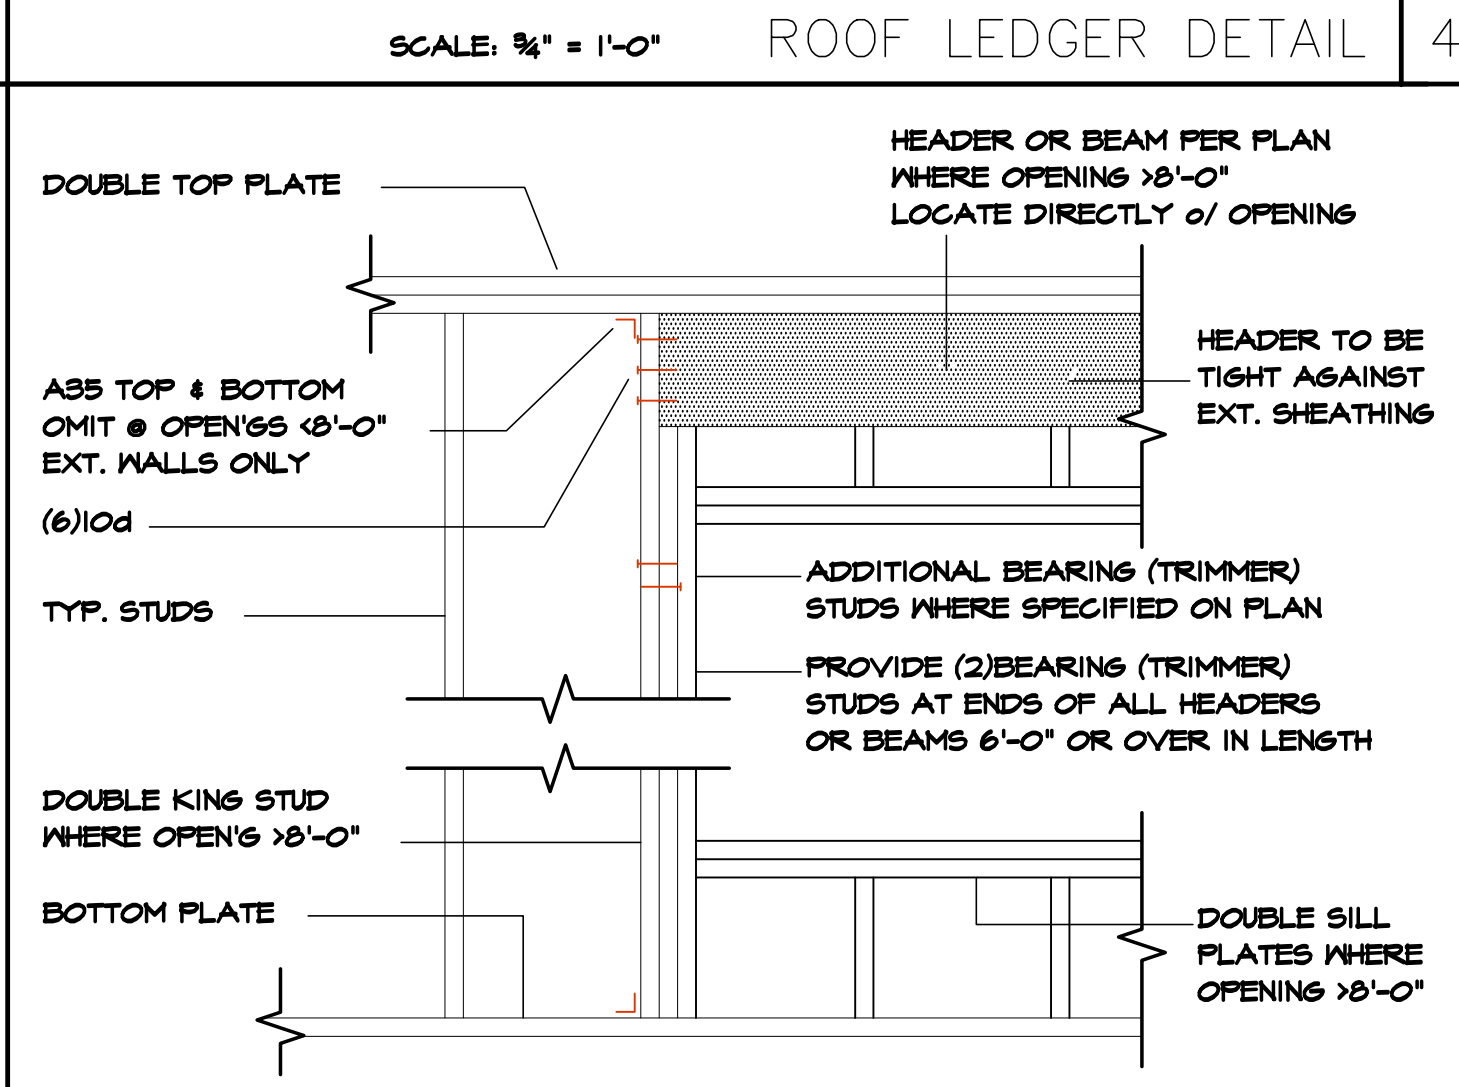 SCALE: ¾" = 1'-0"
ROOF LEDGER DETAIL
4
HEADER OR BEAM PER PLAN
WHERE OPENING >8'-0"
LOCATE DIRECTLY o/ OPENING
DOUBLE TOP PLATE
HEADER TO BE
TIGHT AGAINST
EXT. SHEATHING
A35 TOP & BOTTOM
OMIT @ OPEN'GS <8'-0"
EXT. WALLS ONLY
(6)10d
ADDITIONAL BEARING (TRIMMER)
STUDS WHERE SPECIFIED ON PLAN
TYP. STUDS
PROVIDE (2)BEARING (TRIMMER)
STUDS AT ENDS OF ALL HEADERS
OR BEAMS 6'-0" OR OVER IN LENGTH
DOUBLE KING STUD
WHERE OPEN'G >8'-0"
BOTTOM PLATE
DOUBLE SILL
PLATES WHERE
OPENING >8'-0"